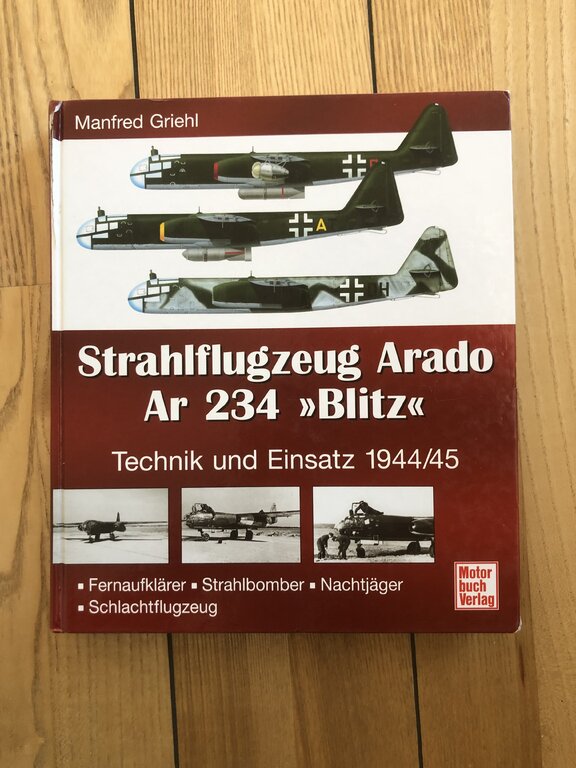 Manfred Griehl
A
H
Strahlflugzeug Arado
Ar 234 »Blitz«
Technik und Einsatz 1944/45
▪ Fernaufklärer ▪ Strahlbomber ▪ Nachtjäger
▪ Schlachtflugzeug
Motor
buch
Verlag